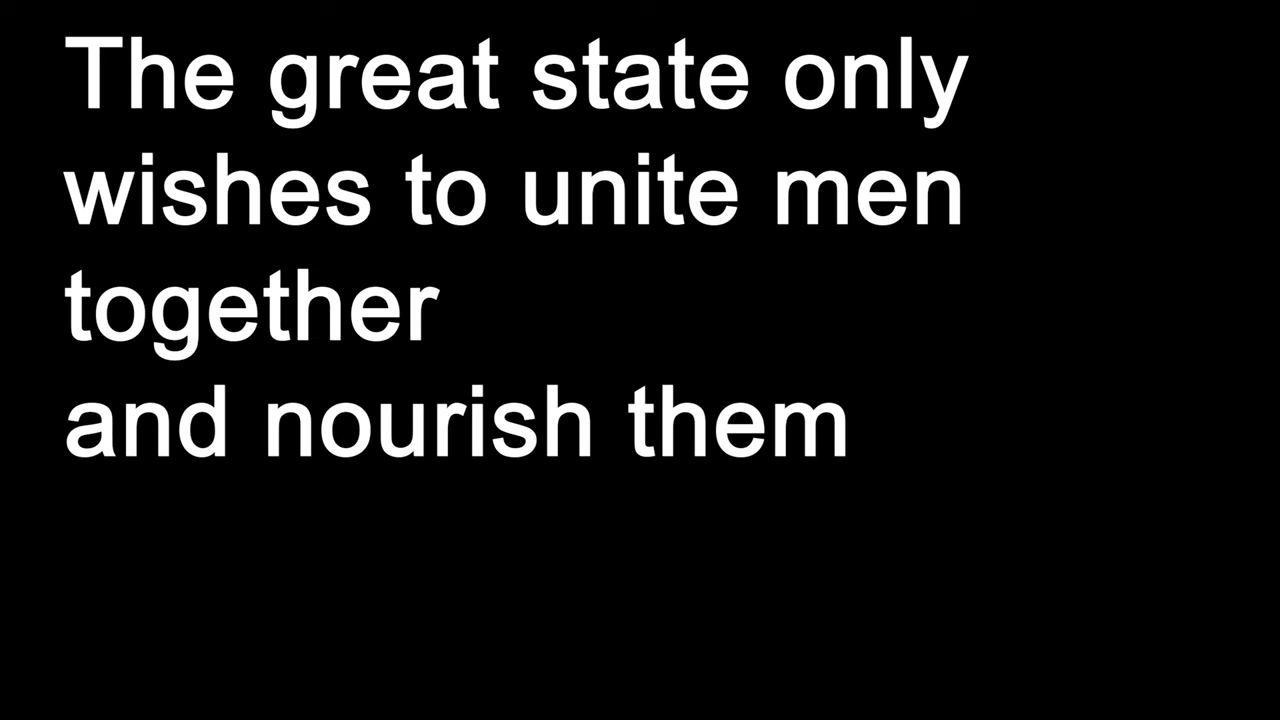 The great state only
wishes to unite men
together
and nourish them